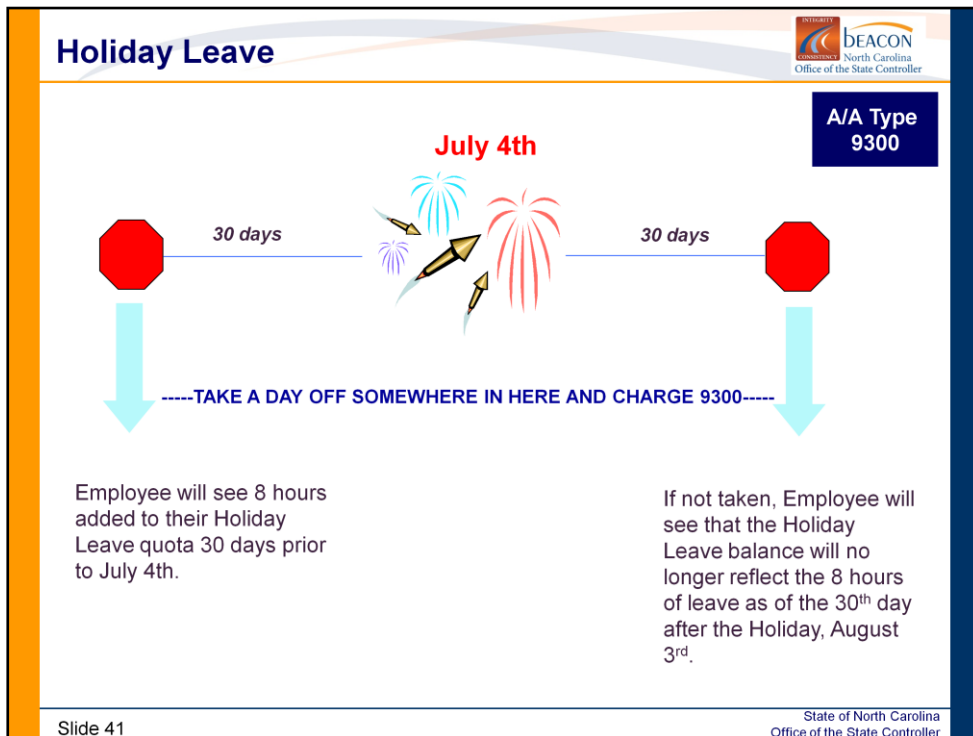 Holiday Leave
INTEGRITY
CONSISTENCY
bEACON
North Carolina
Office of the State Controller
A/A Type
9300
July 4th
30 days
30 days
-----TAKE A DAY OFF SOMEWHERE IN HERE AND CHARGE 9300-----
Employee will see 8 hours
added to their Holiday
Leave quota 30 days prior
to July 4th.
If not taken, Employee will
see that the Holiday
Leave balance will no
longer reflect the 8 hours
of leave as of the 30th day
after the Holiday, August
3rd.
Slide 41
State of North Carolina
Office of the State Controller